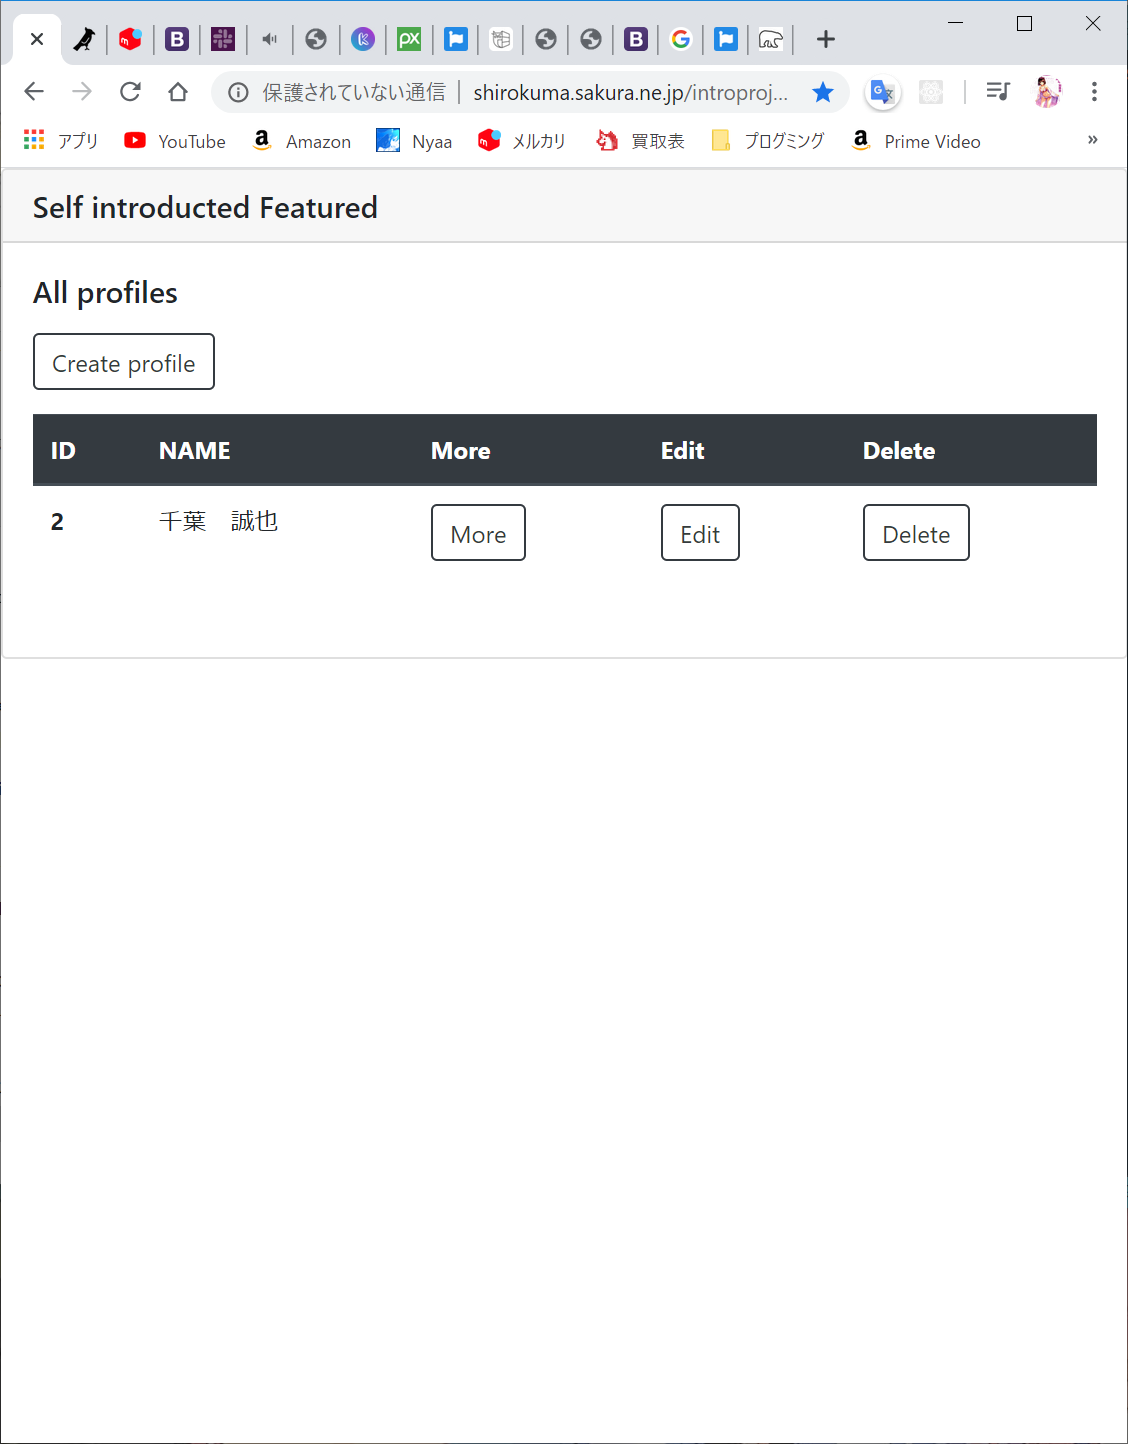 保護されていない通信 shirokuma.sakura.ne.jp/introproj...
アプリ YouTube Amazon Nyaa メルカリ 買取表 プログミング Prime Video »
Self introducted Featured
All profiles
Create profile
ID NAME More Edit Delete
2 千葉　誠也 More Edit Delete